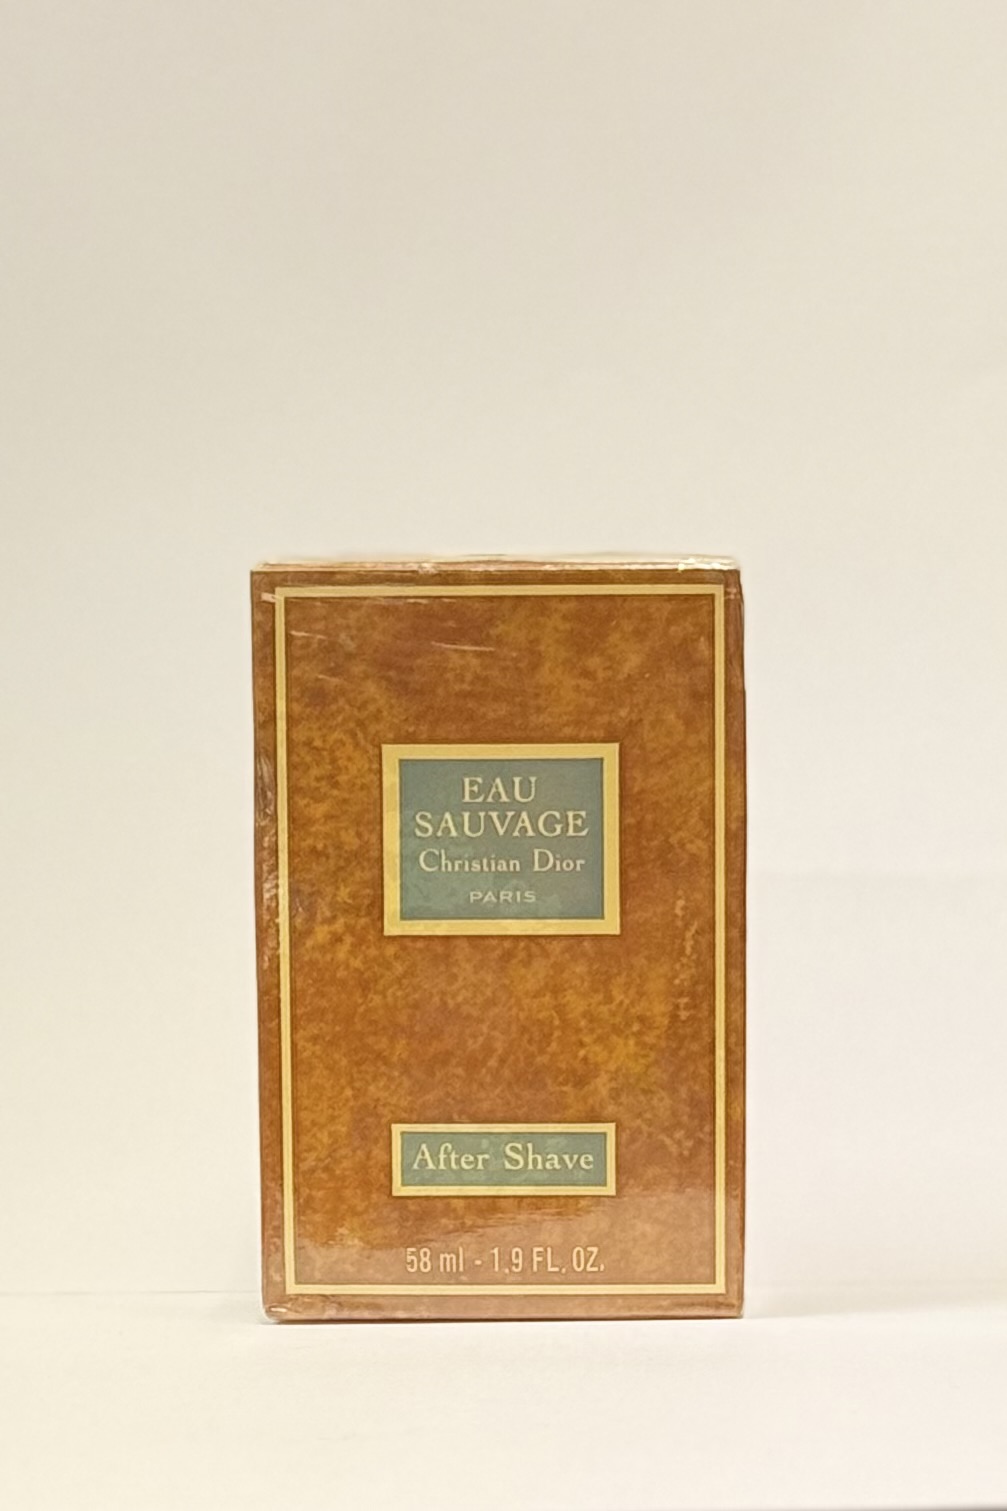 EAU
SAUVAGE
Christian Dior
PARIS
After Shave
58 ml - 1.9 FL. OZ.